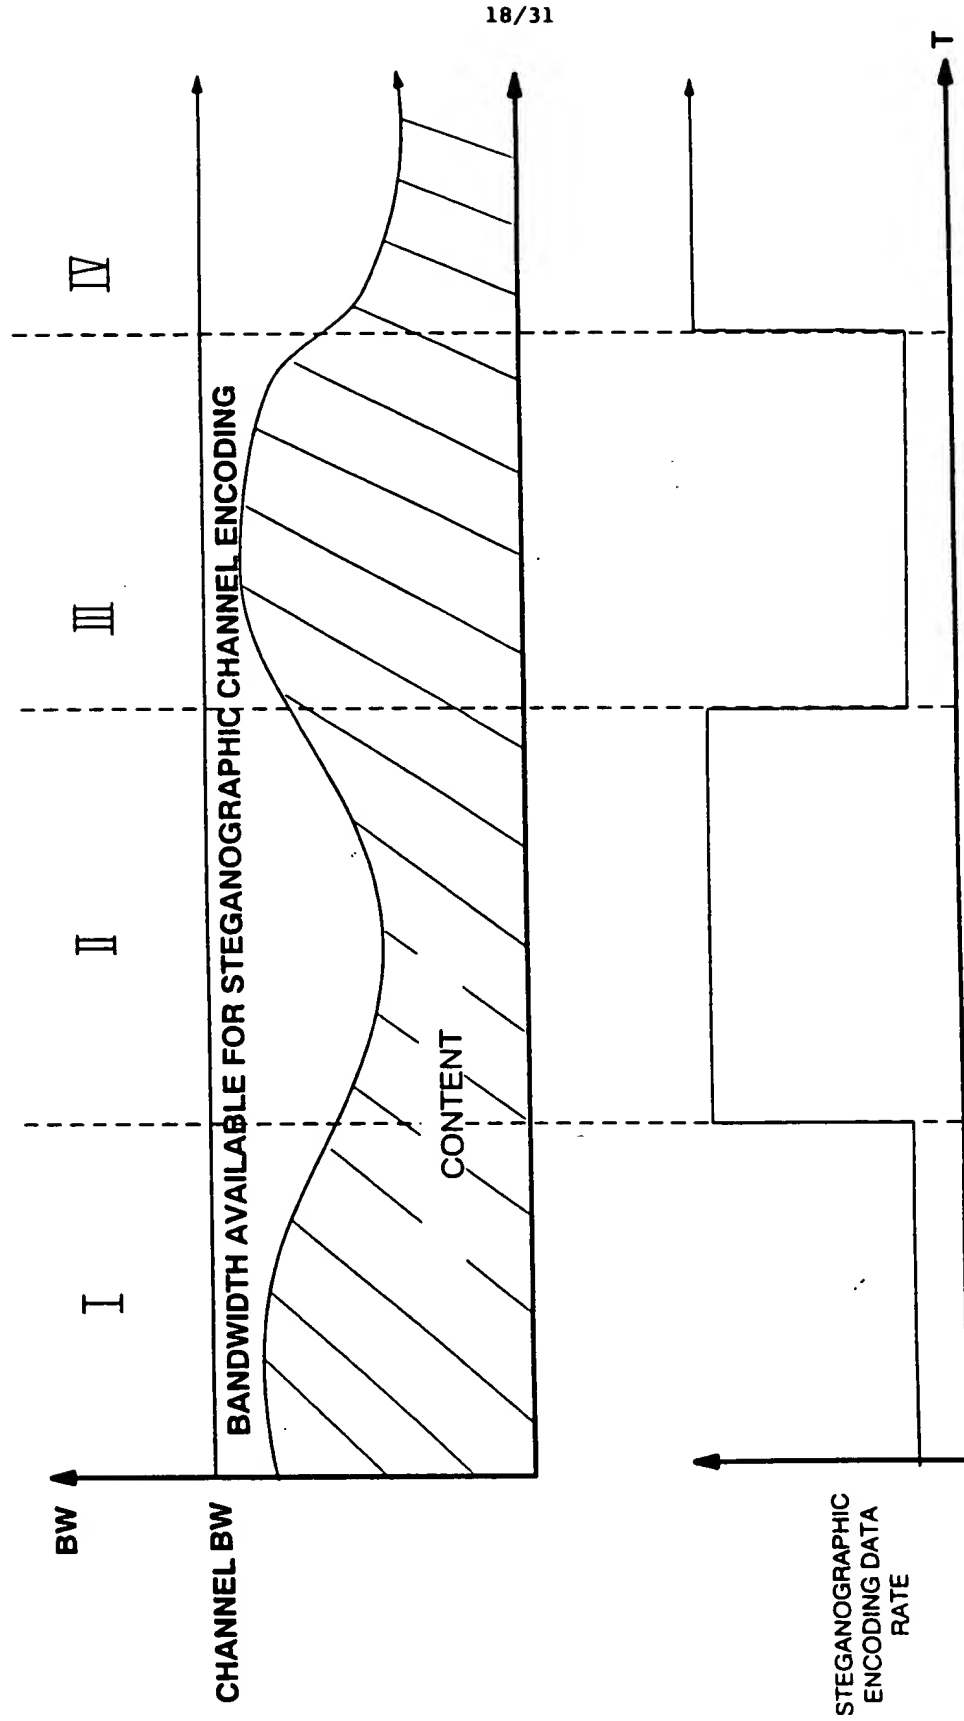 18/31
BW
I
II
III
IV
CHANNEL BW
BANDWIDTH AVAILABLE FOR STEGANOGRAPHIC CHANNEL ENCODING
CONTENT
STEGANOGRAPHIC
ENCODING DATA
RATE
T